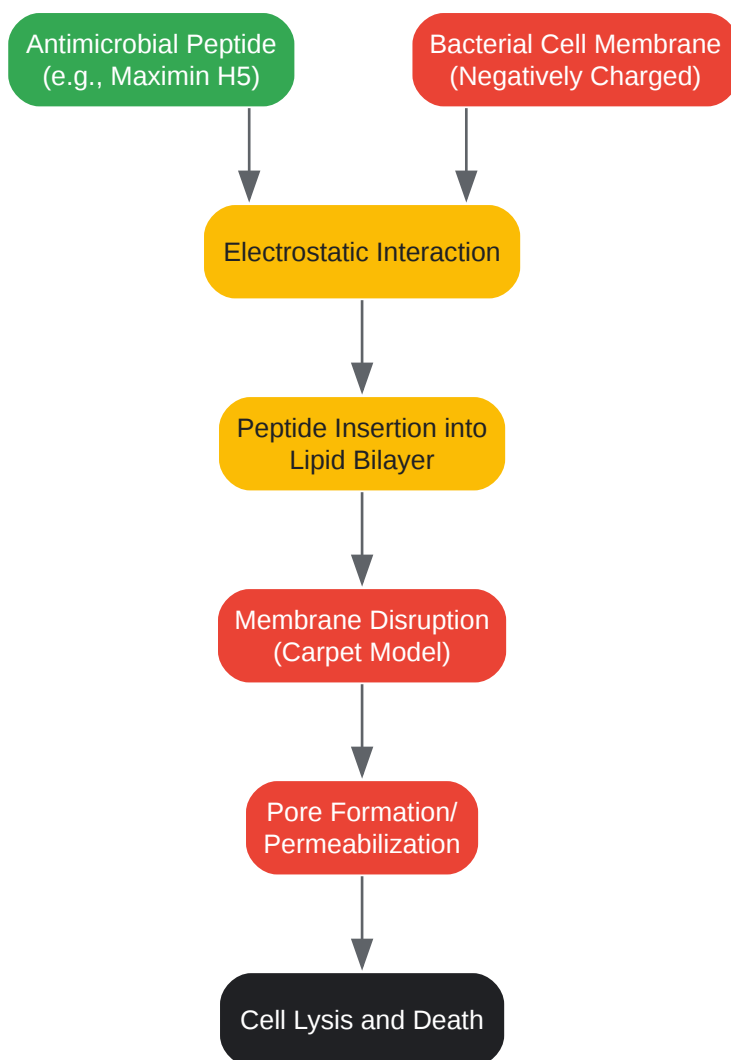 Antimicrobial Peptide
(e.g., Maximin H5)
Bacterial Cell Membrane
(Negatively Charged)
Electrostatic Interaction
Peptide Insertion into
Lipid Bilayer
Membrane Disruption
(Carpet Model)
Pore Formation/
Permeabilization
Cell Lysis and Death